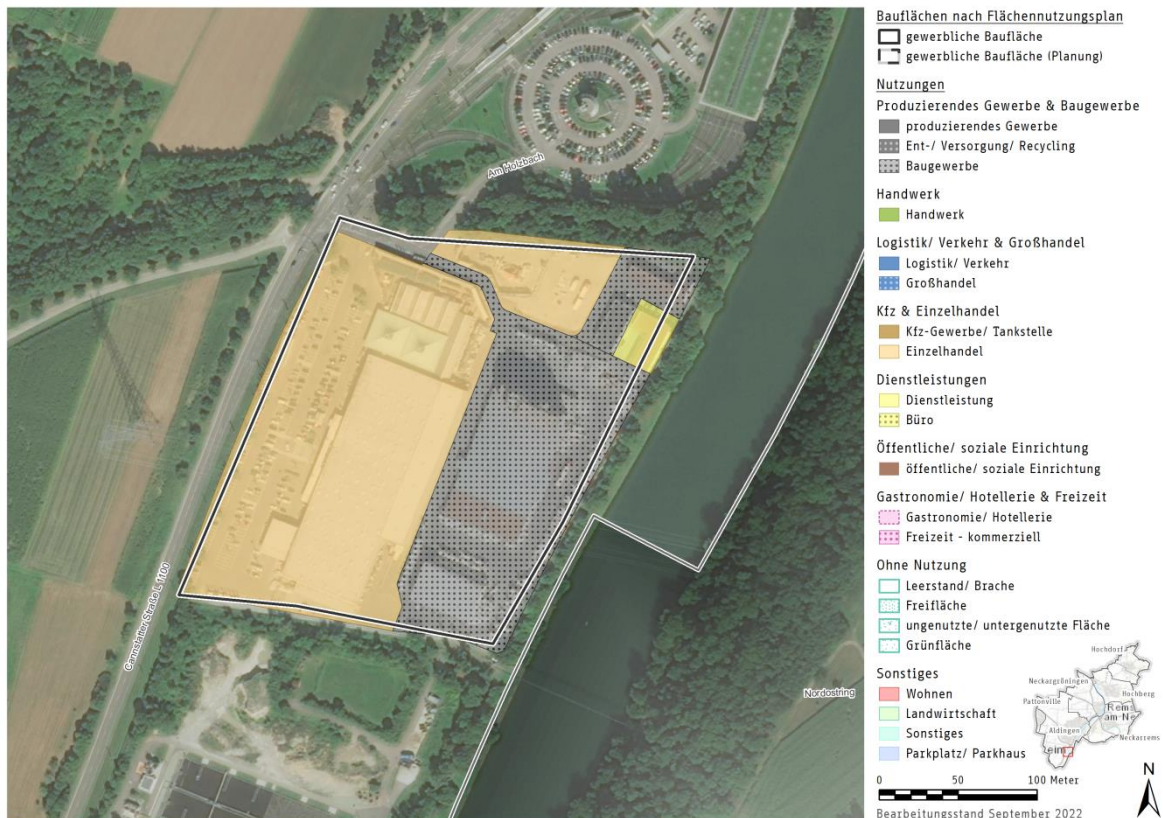 Bauflächen nach Flächennutzungsplan
gewerbliche Baufläche
gewerbliche Baufläche (Planung)
Nutzungen
Produzierendes Gewerbe & Baugewerbe
produzierendes Gewerbe
Ent-/ Versorgung/ Recycling
Baugewerbe
Handwerk
Handwerk
Logistik/ Verkehr & Großhandel
Logistik/ Verkehr
Großhandel
Kfz & Einzelhandel
Kfz-Gewerbe/ Tankstelle
Einzelhandel
Dienstleistungen
Dienstleistung
Büro
Öffentliche/ soziale Einrichtung
öffentliche/ soziale Einrichtung
Gastronomie/ Hotellerie & Freizeit
Gastronomie/ Hotellerie
Freizeit - kommerziell
Ohne Nutzung
Leerstand/ Brache
Freifläche
ungenutzte/ untergenutzte Fläche
Grünfläche
Sonstiges
Wohnen
Landwirtschaft
Sonstiges
Parkplatz/ Parkhaus
Hochdorf
Neckargröningen
Hochberg
Pattonville
Rems
am-Ne
Aldingen
Neckarrems
eim
0 50 100 Meter
N
Bearbeitungsstand September 2022
Am Holzbach
Cannstatter Straße L 1100
Nordostring